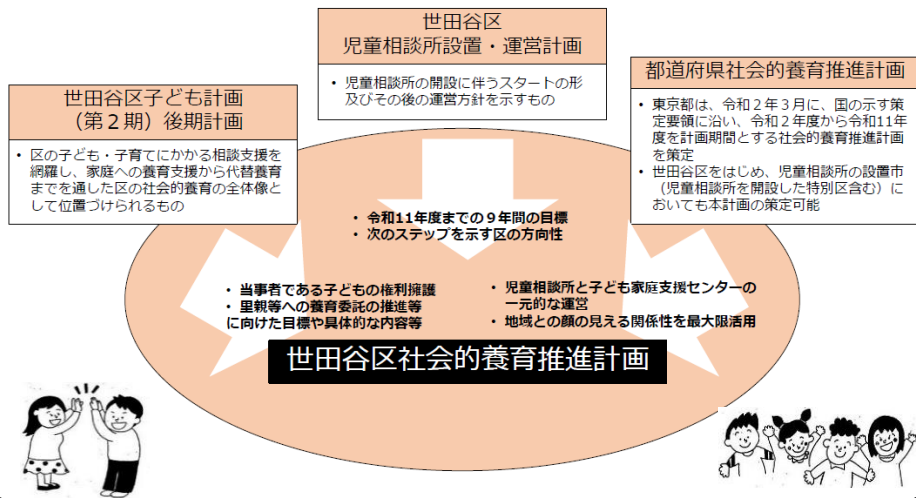 世田谷区
児童相談所設置・運営計画
• 児童相談所の開設に伴うスタートの形
及びその後の運営方針を示すもの
世田谷区子ども計画
（第２期）後期計画
• 区の子ども・子育てにかかる相談支援を
網羅し、家庭への養育支援から代替養育
までを通した区の社会的養育の全体像と
して位置づけられるもの
都道府県社会的養育推進計画
• 東京都は、令和２年３月に、国の示す策
定要領に沿い、令和２年度から令和11年
度を計画期間とする社会的養育推進計画
を策定
• 世田谷区をはじめ、児童相談所の設置市
（児童相談所を開設した特別区含む）にお
いても本計画の策定可能
• 令和11年度までの９年間の目標
• 次のステップを示す区の方向性
• 当事者である子どもの権利擁護
• 里親等への養育委託の推進等
に向けた目標や具体的な内容等
• 児童相談所と子ども家庭支援センターの
一元的な運営
• 地域との顔の見える関係性を最大限活用
世田谷区社会的養育推進計画